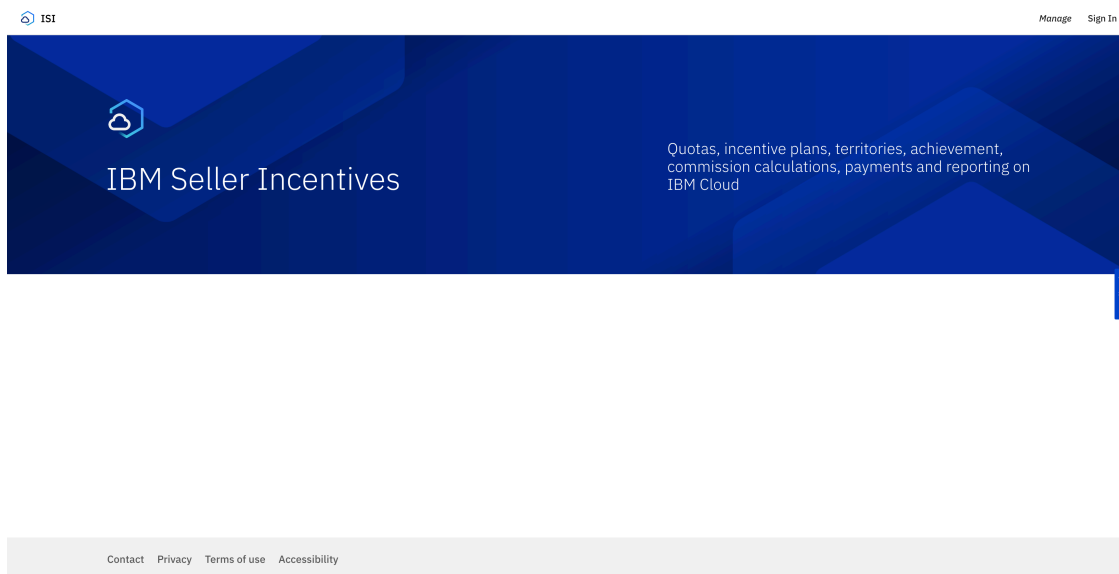 ISI
Manage Sign In
IBM Seller Incentives
Quotas, incentive plans, territories, achievement,
commission calculations, payments and reporting on
IBM Cloud
Contact Privacy Terms of use Accessibility